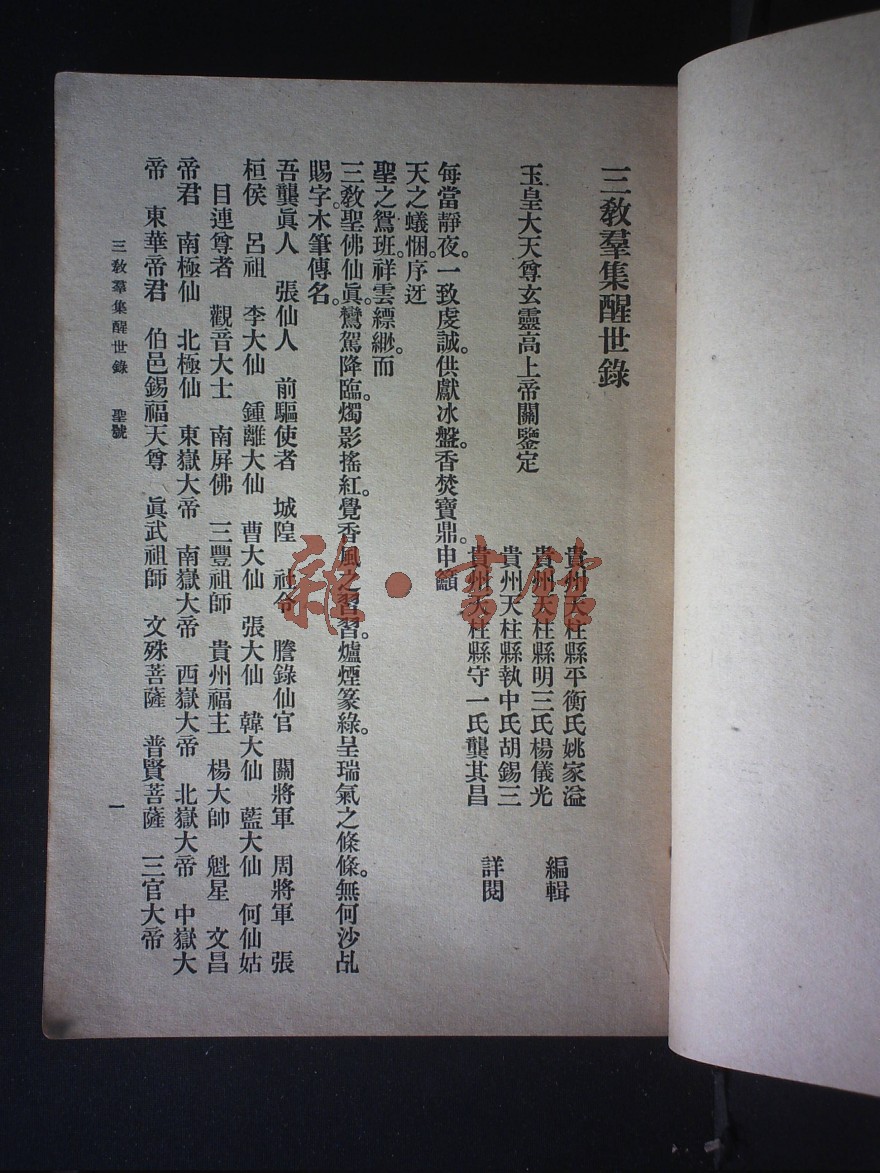 三敎羣集醒世錄
貴州天柱縣平衡氏姚家溢
貴州天柱縣明三氏楊儀光
編輯
玉皇大天尊玄靈高上帝關鑒定
貴州天柱縣執中氏胡錫三
貴州天柱縣守一氏龔其昌
詳閱
每當靜夜。一致虔誠。供獻冰盤。香焚寶鼎。申籲
天之蟻悃。序迓
聖之鴛班。祥雲縹緲。而
三敎聖佛仙眞。鸞駕降臨。燭影搖紅。覺香風之習習。爐煙篆綠。呈瑞氣之條條。無何沙乩
賜字。木筆傳名。
吾龔眞人 張仙人 前驅使者 城隍 社令 謄錄仙官 關將軍 周將軍 張
桓侯 呂祖 李大仙 鍾離大仙 曹大仙 張大仙 韓大仙 藍大仙 何仙姑
目連尊者 觀音大士 南屏佛 三豐祖師 貴州福主 楊大帥 魁星 文昌
帝君 南極仙 北極仙 東嶽大帝 南嶽大帝 西嶽大帝 北嶽大帝 中嶽大
帝 東華帝君 伯邑錫福天尊 眞武祖師 文殊菩薩 普賢菩薩 三官大帝
三敎羣集醒世錄 聖號 一
雜·書館